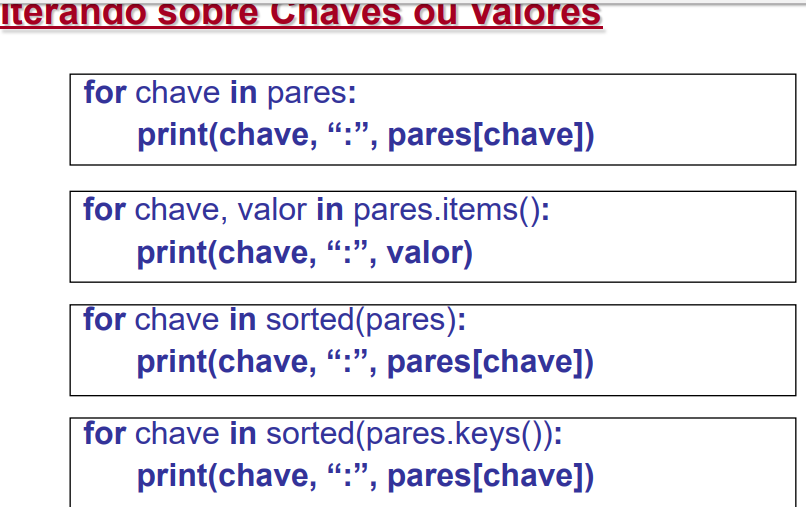 Iterando sobre Chaves ou Valores
for chave in pares:
print(chave, “:”, pares[chave])
for chave, valor in pares.items():
print(chave, “:”, valor)
for chave in sorted(pares):
print(chave, “:”, pares[chave])
for chave in sorted(pares.keys()):
print(chave, “:”, pares[chave])